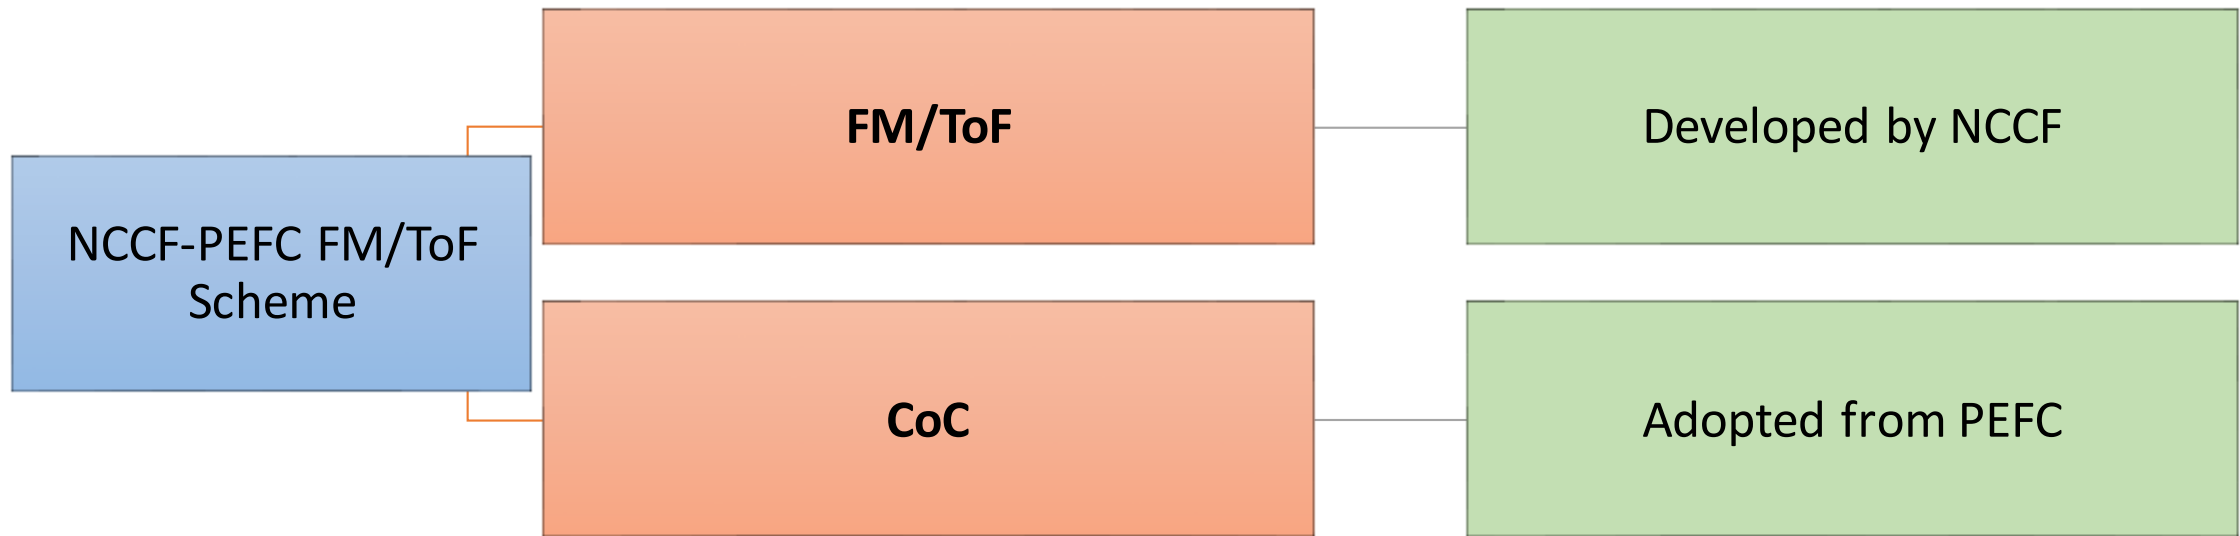 NCCF-PEFC FM/ToF
Scheme
FM/ToF
Developed by NCCF
CoC
Adopted from PEFC